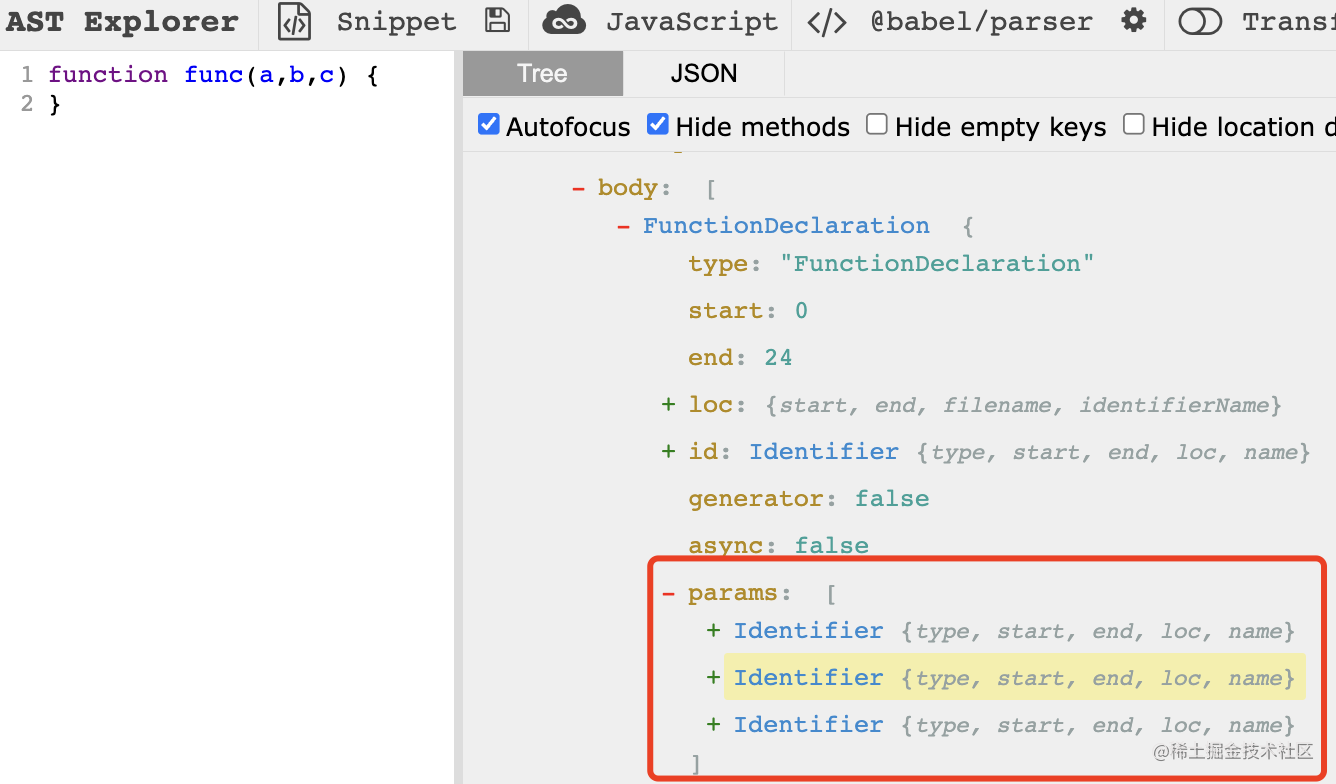 AST Explorer Snippet JavaScript </> @babel/parser Transf
1 function func(a,b,c) {
2 }
Tree JSON
Autofocus Hide methods Hide empty keys Hide location d
- body: [
- FunctionDeclaration {
type: "FunctionDeclaration"
start: 0
end: 24
+ loc: {start, end, filename, identifierName}
+ id: Identifier {type, start, end, loc, name}
generator: false
async: false
- params: [
+ Identifier {type, start, end, loc, name}
+ Identifier {type, start, end, loc, name}
+ Identifier {type, start, end, loc, name}
]
@稀土掘金技术社区